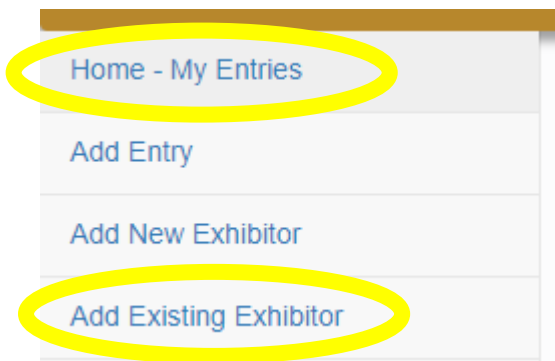 Home - My Entries
Add Entry
Add New Exhibitor
Add Existing Exhibitor